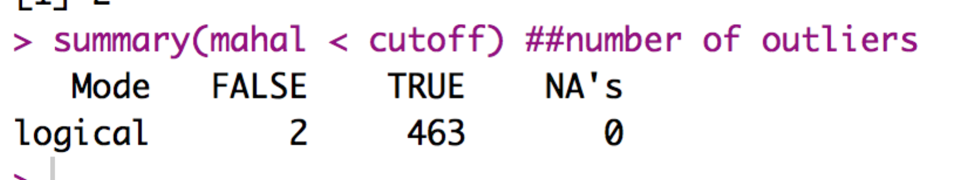 > summary(mahal < cutoff) ##number of outliers
Mode FALSE TRUE NA's
logical 2 463 0
>